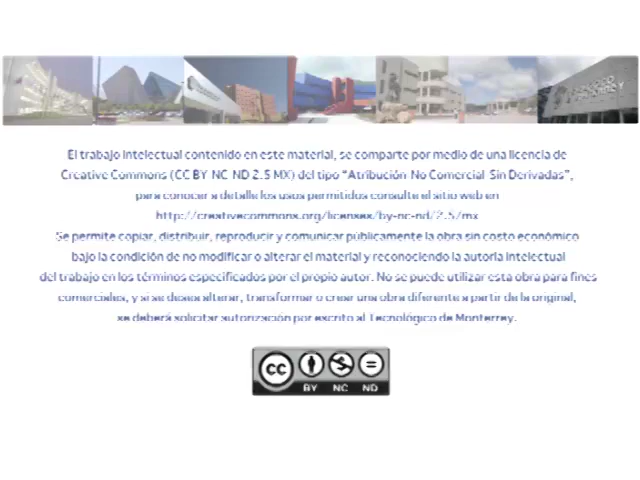 El trabajo intelectual contenido en este material, se comparte por medio de una licencia de
Creative Commons (CC BY-NC-ND 2.5 MX) del tipo “Atribución-No Comercial-Sin Derivadas”,
para conocer a detalle los usos permitidos consulte el sitio web en
http://creativecommons.org/licenses/by-nc-nd/2.5/mx
Se permite copiar, distribuir, reproducir y comunicar públicamente la obra sin costo económico
bajo la condición de no modificar o alterar el material y reconociendo la autoría intelectual
del trabajo en los términos específicados por el propio autor. No se puede utilizar esta obra para fines
comerciales, y si se desea alterar, transformar o crear una obra diferente a partir de la original,
se deberá solicitar autorización por escrito al Tecnológico de Monterrey.
cc
BY NC ND